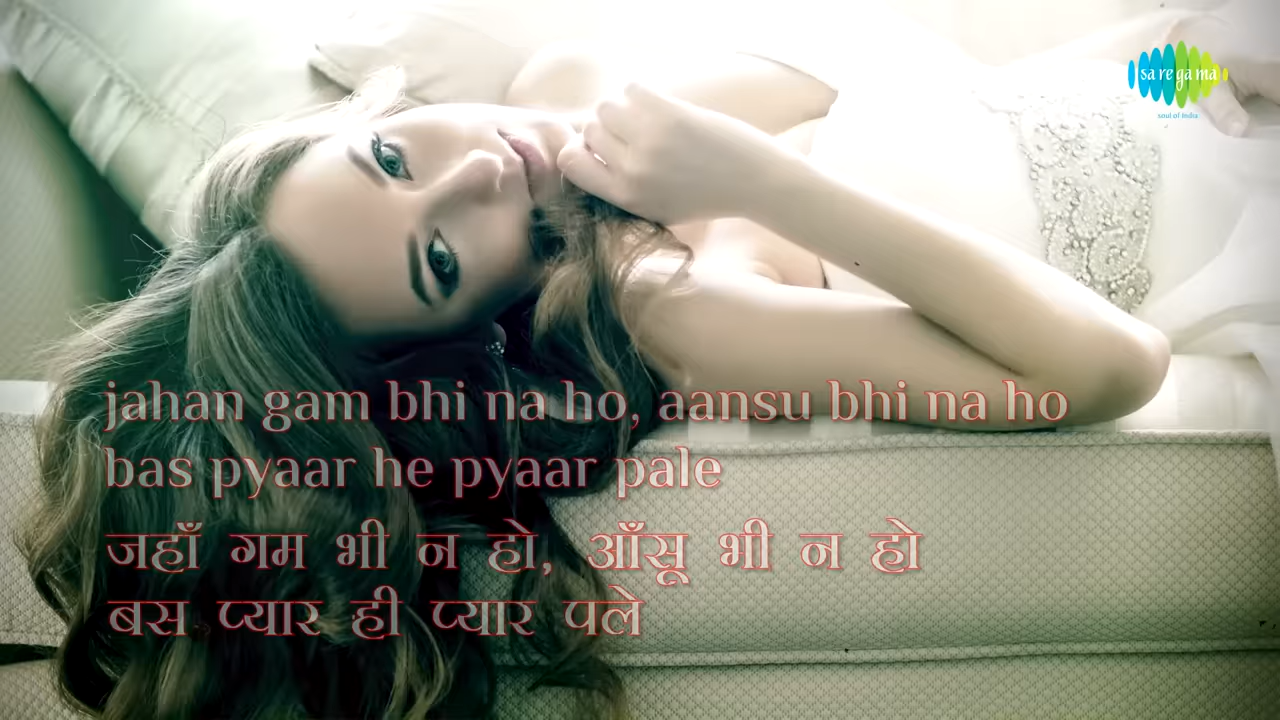 sa re ga ma
soul of India
jahan gam bhi na ho, aansu bhi na ho
bas pyaar he pyaar pale
जहाँ गम भी न हो, आँसू भी न हो
बस प्यार ही प्यार पले